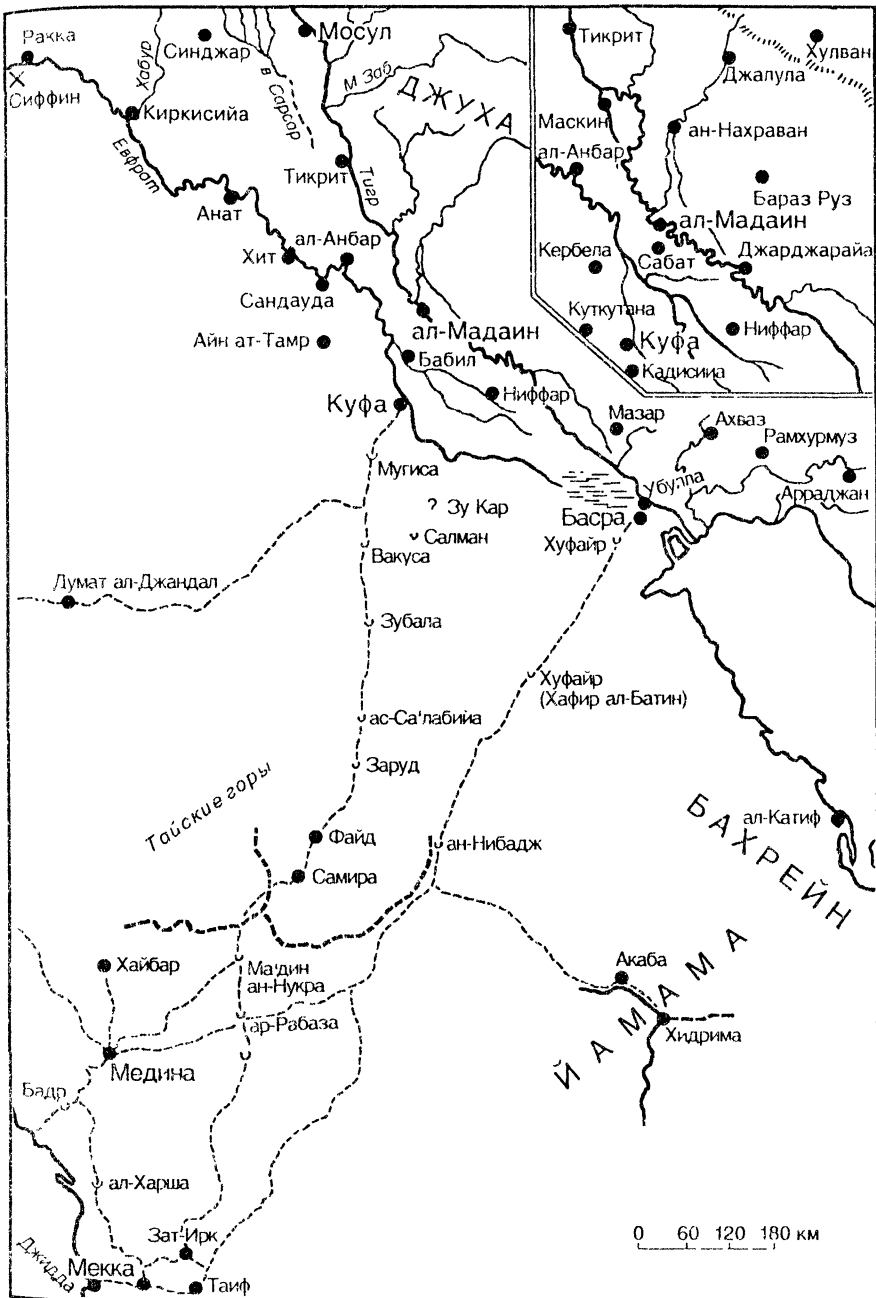 Ракка
Синджар
Мосул
Хабур
в Сарсар
М Заб
ДЖУХА
Сиффин
Киркисийа
Евфрат
Тикрит
Тигр
Анат
ал-Анбар
Хит
Сандауда
Айн ат-Тамр
ал-Мадаин
Бабил
Ниффар
Куфа
Тикрит
Хулван
Джалула
Маскин
ан-Нахраван
ал-Анбар
Бараз Руз
ал-Мадаин
Кербела
Сабат
Джарджарайа
Куткутана
Куфа
Ниффар
Кадисийа
Мазар
Ахваз
Рамхурмуз
Арраджан
Убулла
Басра
Хуфайр
Мугиса
? Зу Кар
Салман
Вакуса
Думат ал-Джандал
Зубала
Хуфайр
(Хафир ал-Батин)
ас-Са'лабийа
Заруд
Тайские горы
Файд
Самира
ан-Нибадж
ал-Катиф
БАХРЕЙН
Хайбар
Ма'дин
ан-Нукра
ар-Рабаза
Акаба
ЙАМАМА
Хидрима
Медина
Бадр
ал-Харша
Зат-Ирк
Джидда
Мекка
Таиф
0 60 120 180 км